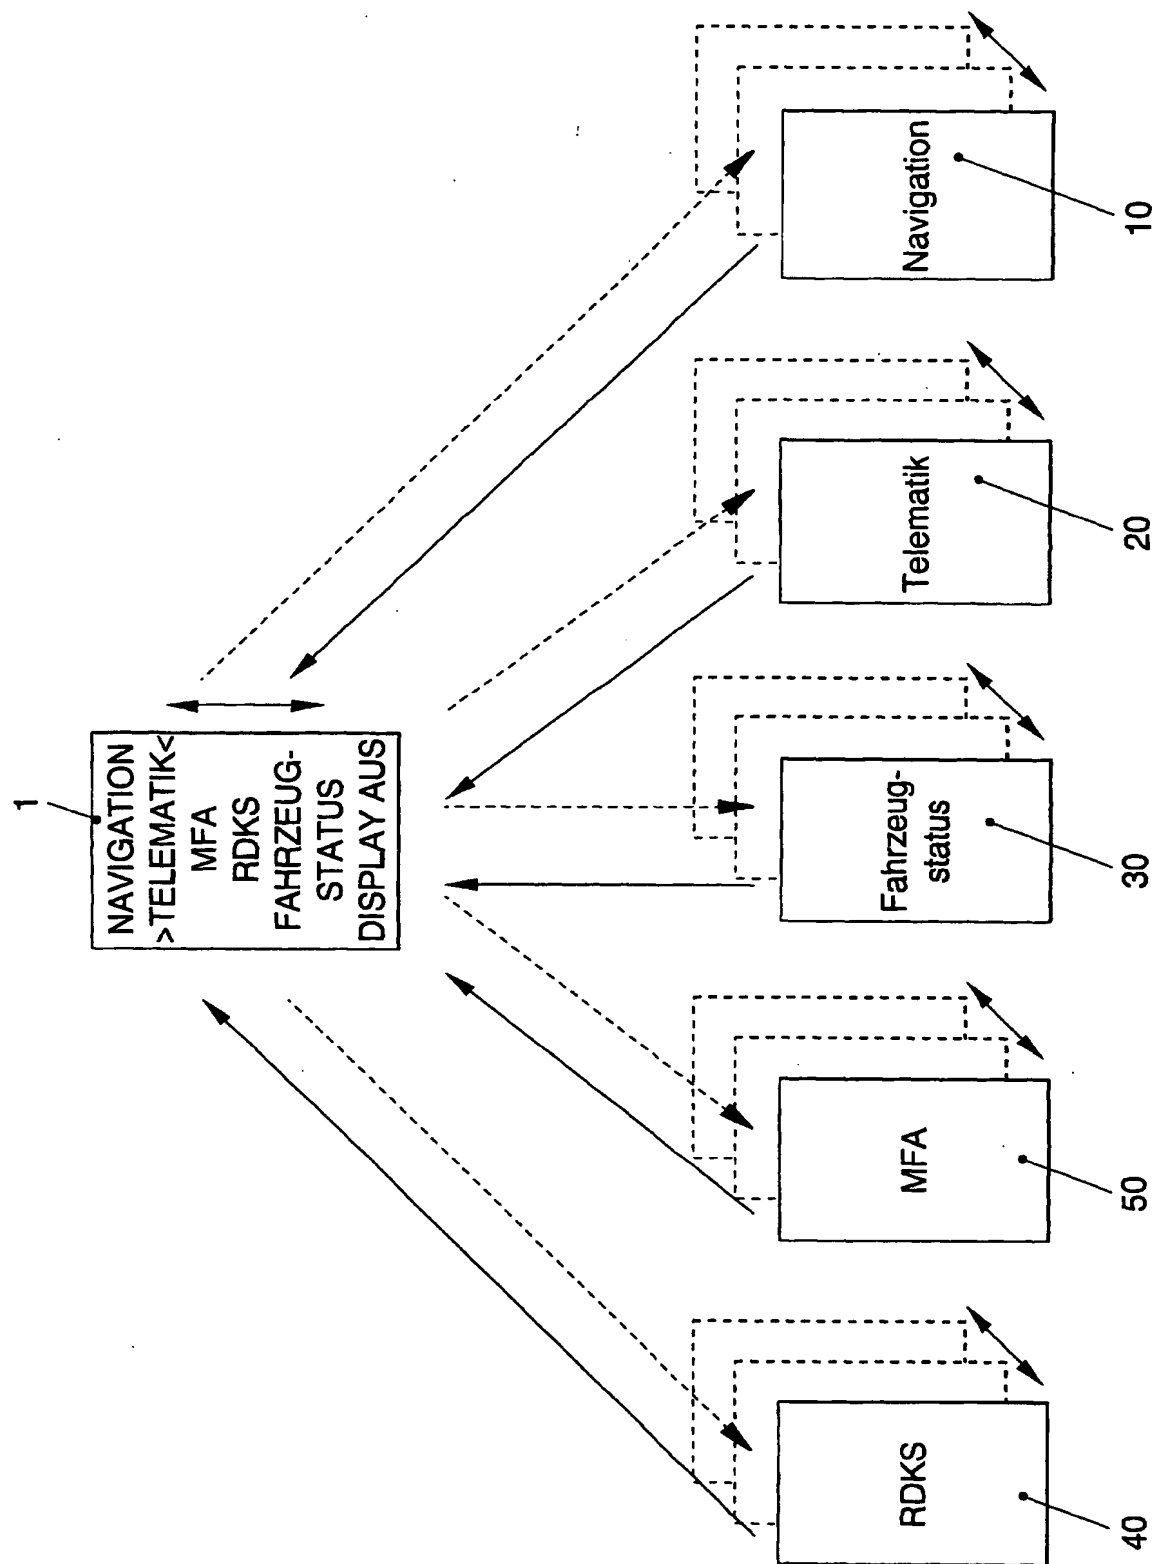 1
NAVIGATION
>TELEMATIK<
MFA
RDKS
FAHRZEUG-
STATUS
DISPLAY AUS
RDKS
40
MFA
50
Fahrzeug-
status
30
Telematik
20
Navigation
10